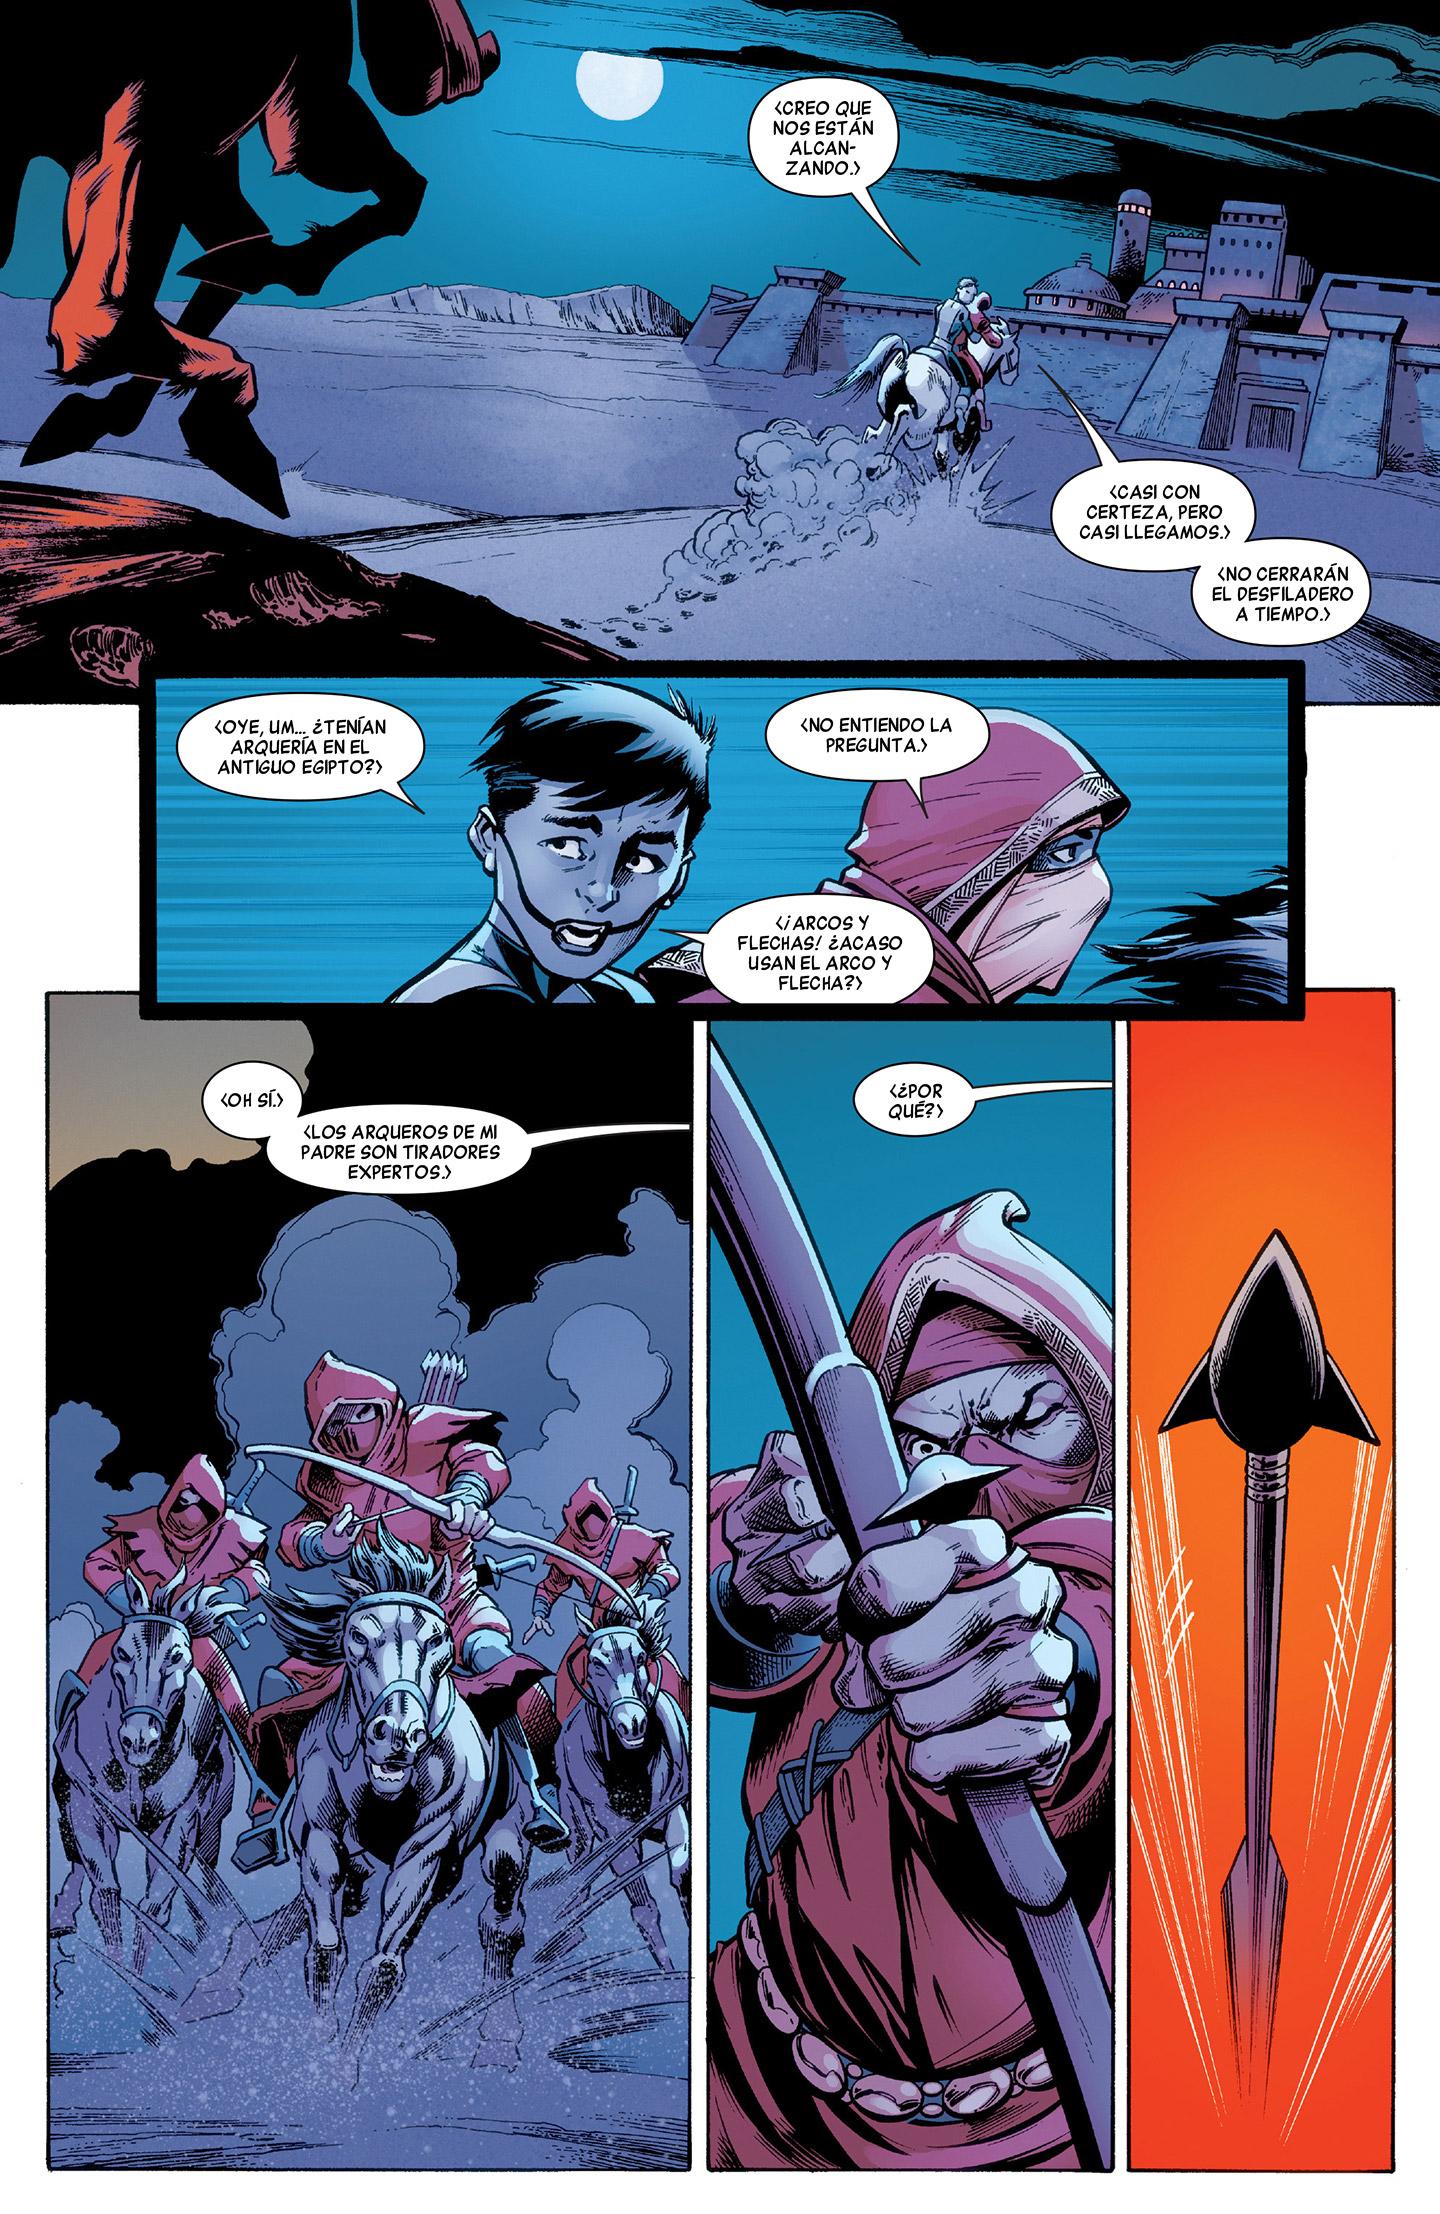 <CREO QUE
NOS ESTÁN
ALCAN-
ZANDO.>
<CASI CON
CERTEZA, PERO
CASI LLEGAMOS.>
<NO CERRARÁN
EL DESFILADERO
A TIEMPO.>
<OYE, UM... ¿TENÍAN
ARQUERÍA EN EL
ANTIGUO EGIPTO?>
<NO ENTIENDO LA
PREGUNTA.>
<¡ARCOS Y
FLECHAS! ¿ACASO
USAN EL ARCO Y
FLECHA?>
<OH SÍ.>
<LOS ARQUEROS DE MI
PADRE SON TIRADORES
EXPERTOS.>
<¿POR
QUÉ?>